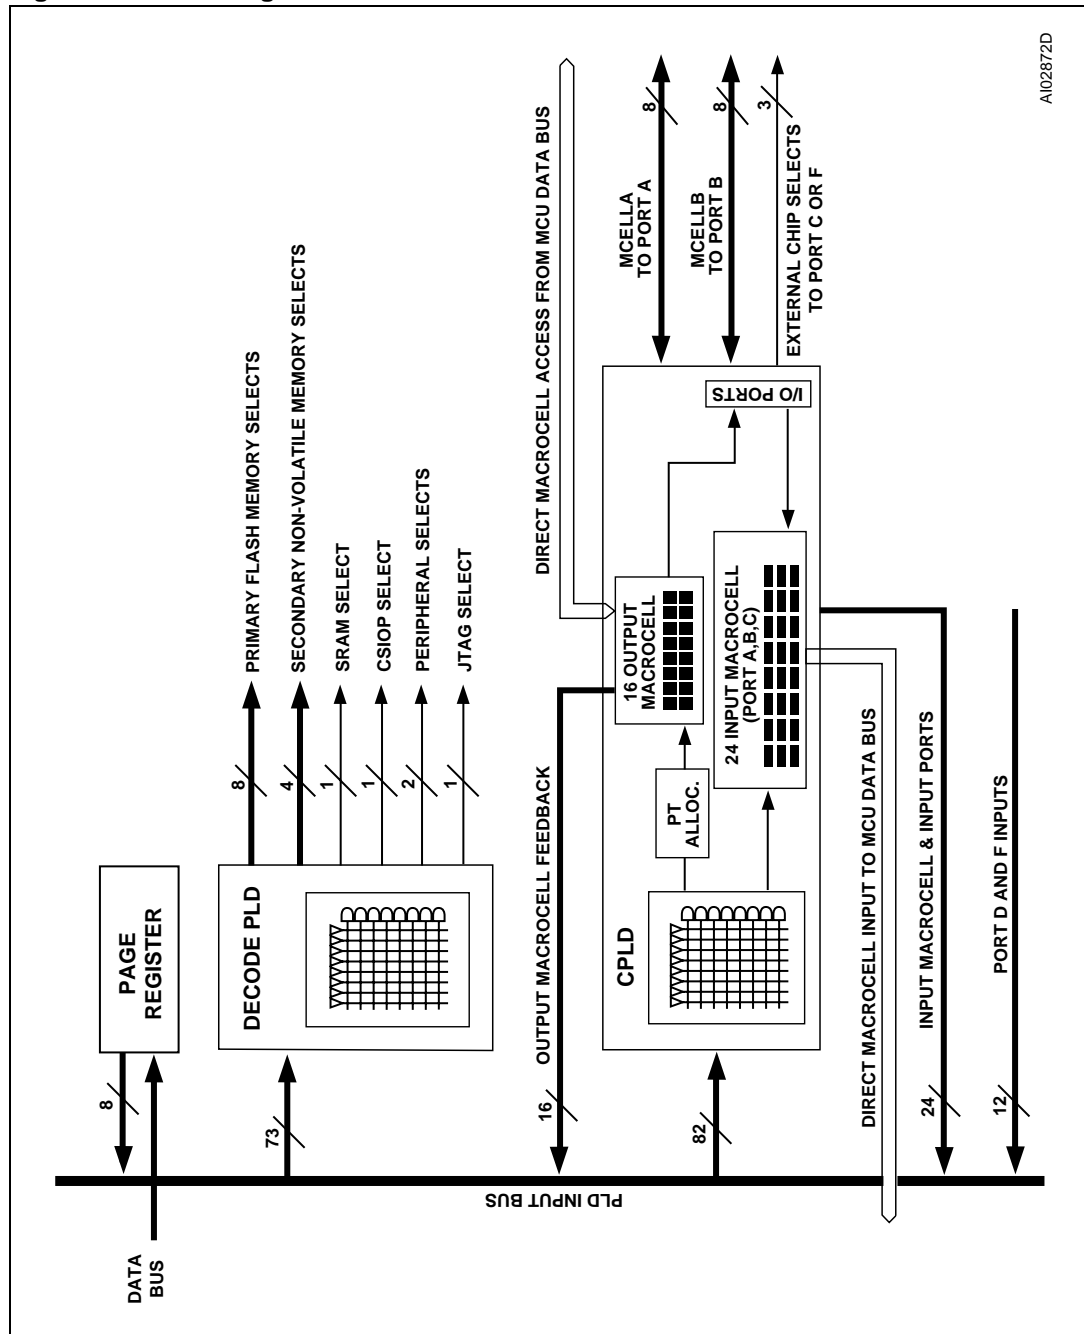 AI02872D
DATA
BUS
8
PAGE
REGISTER
73
DECODE PLD
8
PRIMARY FLASH MEMORY SELECTS
4
SECONDARY NON-VOLATILE MEMORY SELECTS
1
SRAM SELECT
1
CSIOP SELECT
2
PERIPHERAL SELECTS
1
JTAG SELECT
PLD INPUT BUS
16
OUTPUT MACROCELL FEEDBACK
DIRECT MACROCELL ACCESS FROM MCU DATA BUS
82
CPLD
PT
ALLOC.
16 OUTPUT
MACROCELL
24 INPUT MACROCELL
(PORT A,B,C)
I/O PORTS
MCELLA
TO PORT A
8
MCELLB
TO PORT B
8
EXTERNAL CHIP SELECTS
TO PORT C OR F
3
DIRECT MACROCELL INPUT TO MCU DATA BUS
24
INPUT MACROCELL & INPUT PORTS
12
PORT D AND F INPUTS